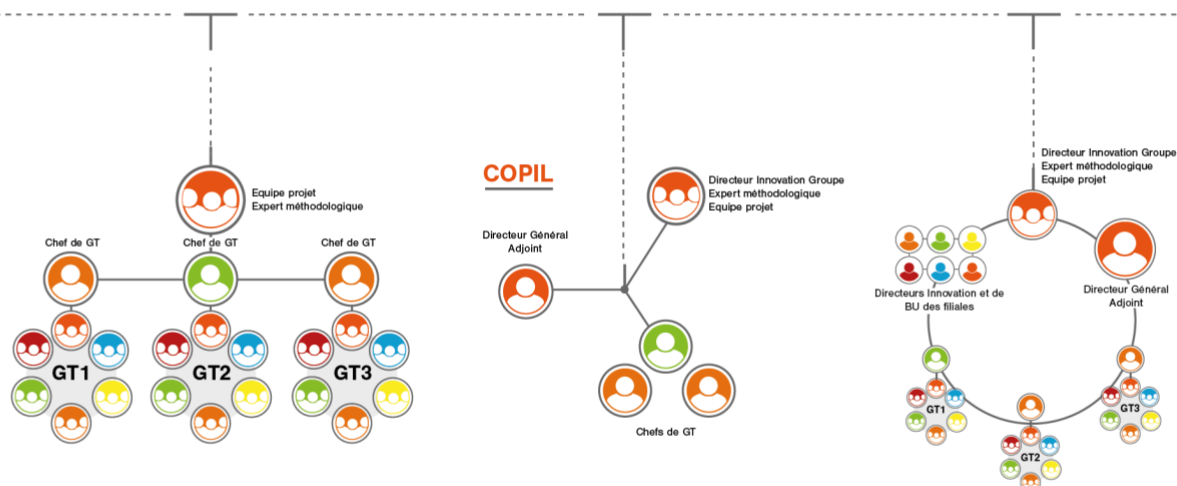 Equipe projet
Expert méthodologique
Chef de GT
Chef de GT
Chef de GT
GT1
GT2
GT3
COPIL
Directeur Innovation Groupe
Expert méthodologique
Equipe projet
Directeur Général
Adjoint
Chefs de GT
Directeur Innovation Groupe
Expert méthodologique
Equipe projet
Directeurs Innovation et de
BU des filiales
Directeur Général
Adjoint
GT1
GT2
GT3